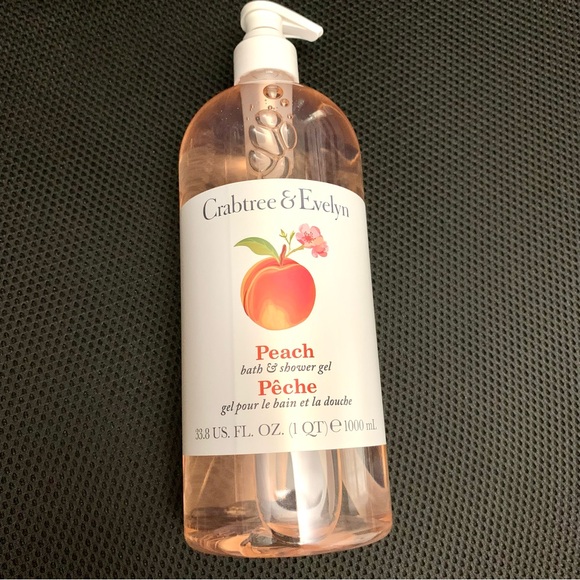 Crabtree & Evelyn
Peach
bath & shower gel
Pêche
gel pour le bain et la douche
33.8 US. FL. OZ. (1 QT) ℮ 1000 mL